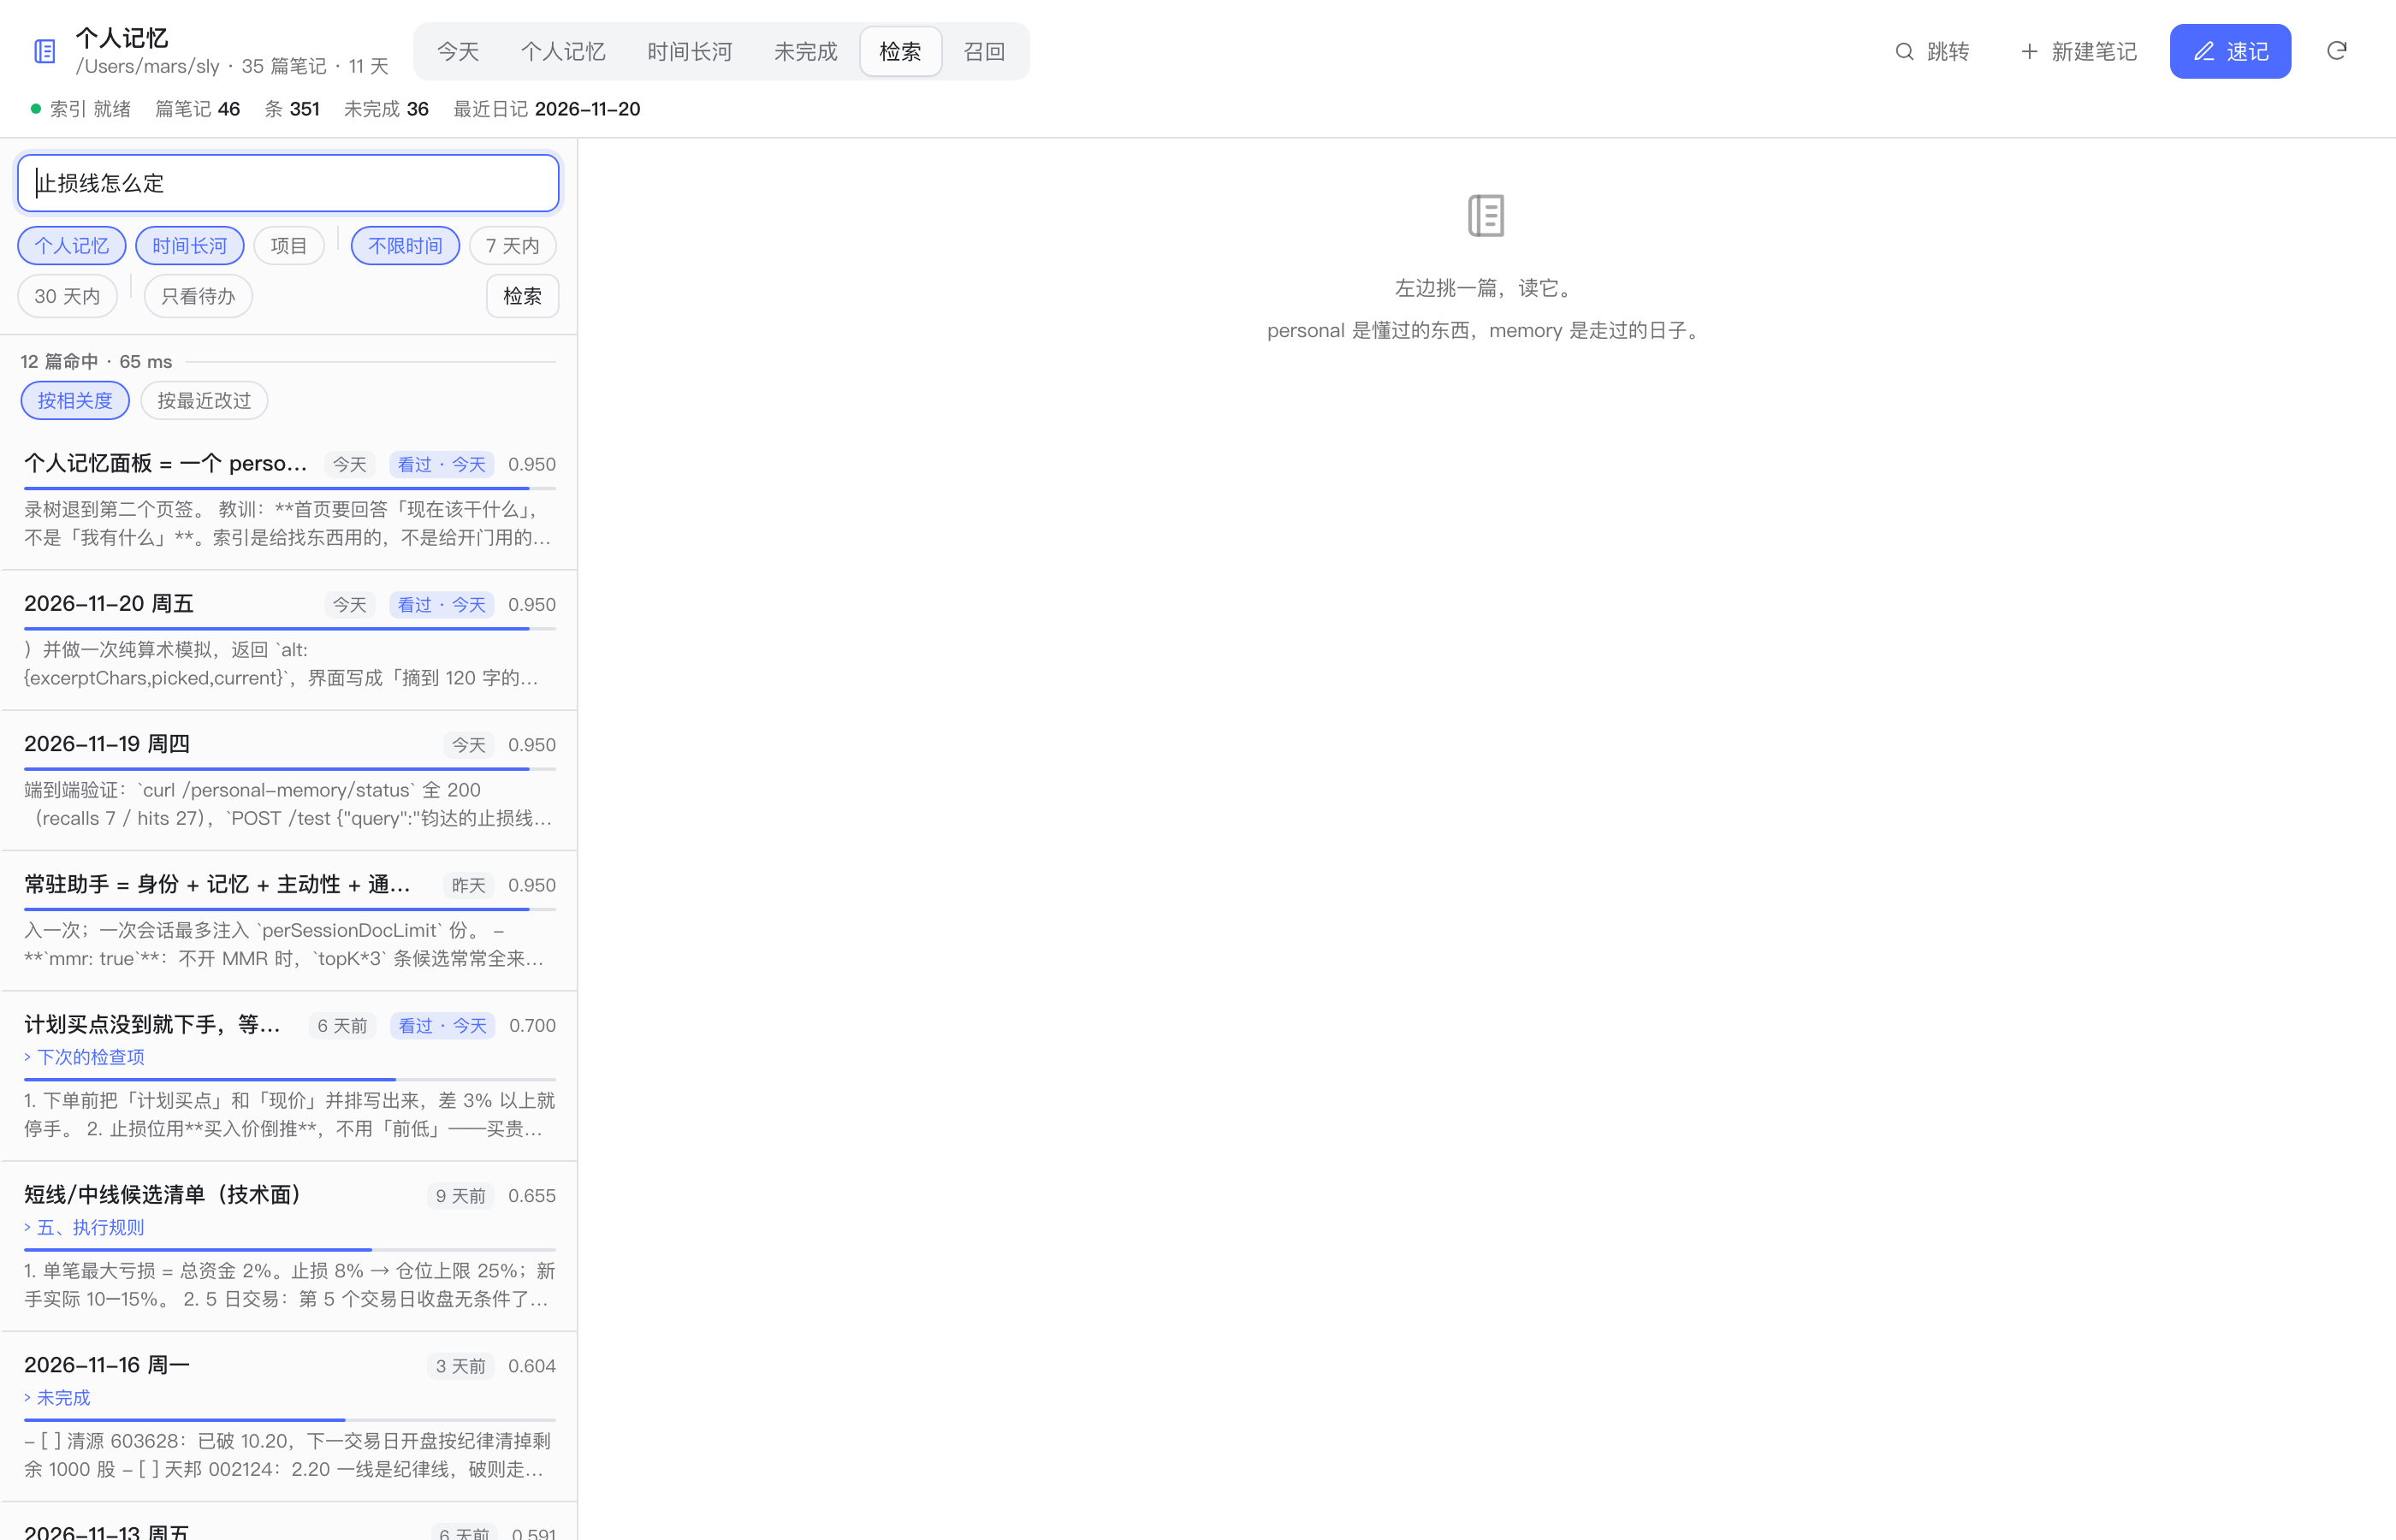 个人记忆
/Users/mars/sly · 35 篇笔记 · 11 天
今天 个人记忆 时间长河 未完成 检索 召回
跳转 新建笔记 速记
索引 就绪 篇笔记 46 条 351 未完成 36 最近日记 2026-11-20
止损线怎么定
个人记忆 时间长河 项目 不限时间 7 天内
30 天内 只看待办 检索
12 篇命中 · 65 ms
按相关度 按最近改过
个人记忆面板 = 一个 perso... 今天 看过 · 今天 0.950
录树退到第二个页签。 教训：**首页要回答「现在该干什么」，
不是「我有什么」**。索引是给找东西用的，不是给开门用的...
2026-11-20 周五 今天 看过 · 今天 0.950
）并做一次纯算术模拟，返回 `alt:
{excerptChars,picked,current}`，界面写成「摘到 120 字的...
2026-11-19 周四 今天 0.950
端到端验证：`curl /personal-memory/status` 全 200
（recalls 7 / hits 27），`POST /test {"query":"钧达的止损线...
常驻助手 = 身份 + 记忆 + 主动性 + 通... 昨天 0.950
入一次；一次会话最多注入 `perSessionDocLimit` 份。 -
**`mmr: true`**：不开 MMR 时，`topK*3` 条候选常常全来...
计划买点没到就下手，等... 6 天前 看过 · 今天 0.700
› 下次的检查项
1. 下单前把「计划买点」和「现价」并排写出来，差 3% 以上就
停手。 2. 止损位用**买入价倒推**，不用「前低」——买贵...
短线/中线候选清单（技术面） 9 天前 0.655
› 五、执行规则
1. 单笔最大亏损 = 总资金 2%。止损 8% → 仓位上限 25%；新
手实际 10—15%。 2. 5 日交易：第 5 个交易日收盘无条件了...
2026-11-16 周一 3 天前 0.604
› 未完成
- [ ] 清源 603628：已破 10.20，下一交易日开盘按纪律清掉剩
余 1000 股 - [ ] 天邦 002124：2.20 一线是纪律线，破则走...
2026-11-13 周五 6 天前 0.591
左边挑一篇，读它。
personal 是懂过的东西，memory 是走过的日子。